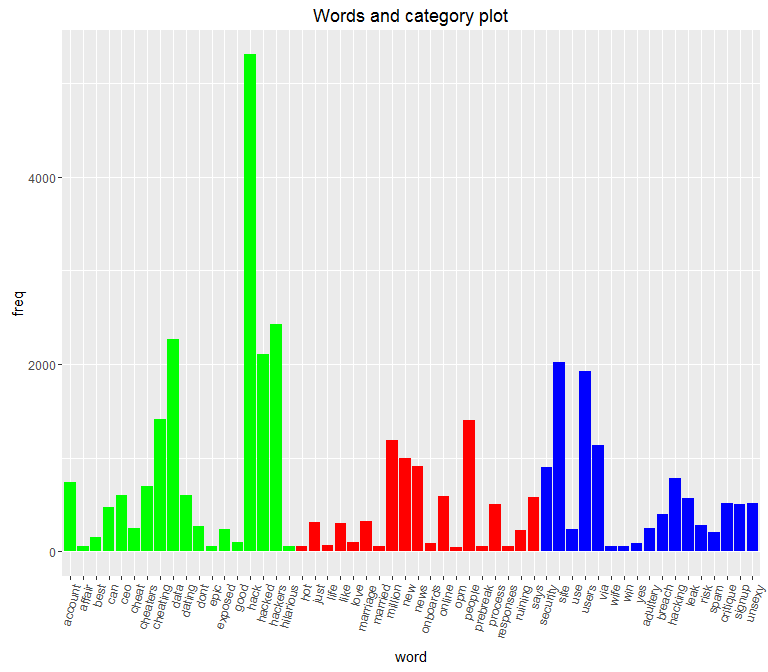 Words and category plot
freq
4000
2000
0
account
affair
best
can
ceo
cheat
cheaters
cheating
data
dating
dont
epic
exposed
good
hack
hacked
hackers
hilarious
hot
just
life
like
love
marriage
married
million
new
news
onboards
online
opm
people
prebreak
process
responses
ruining
says
security
site
use
users
via
wife
win
yes
adultery
breach
hacking
leak
risk
spam
critique
signup
unsexy
word